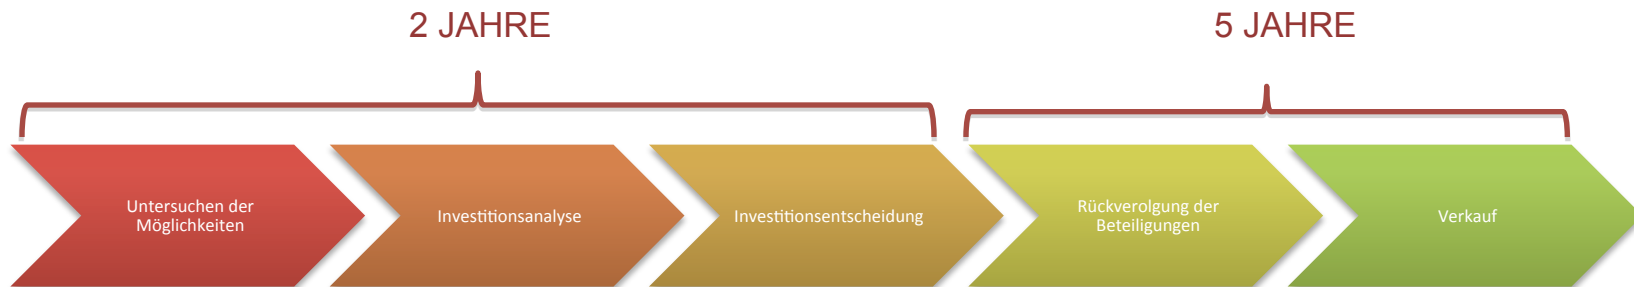 2 JAHRE
5 JAHRE
Untersuchen der
Möglichkeiten
Investitionsanalyse
Investitionsentscheidung
Rückverolgung der
Beteiligungen
Verkauf